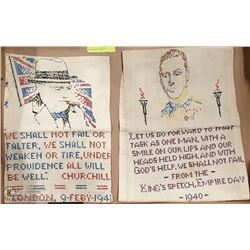 WE SHALL NOT FAIL OR
FALTER, WE SHALL NOT
WEAKEN OR TIRE, UNDER
PROVIDENCE ALL WILL
BE WELL". CHURCHILL
LONDON, 9 FEBY 1941
"LET US GO FORWARD TO THAT
TASK AS ONE MAN, WITH A
SMILE ON OUR LIPS AND OUR
HEADS HELD HIGH, AND WITH
GOD'S HELP, WE SHALL NOT FAIL
- FROM THE -
KING'S SPEECH, EMPIRE DAY
- 1940 -